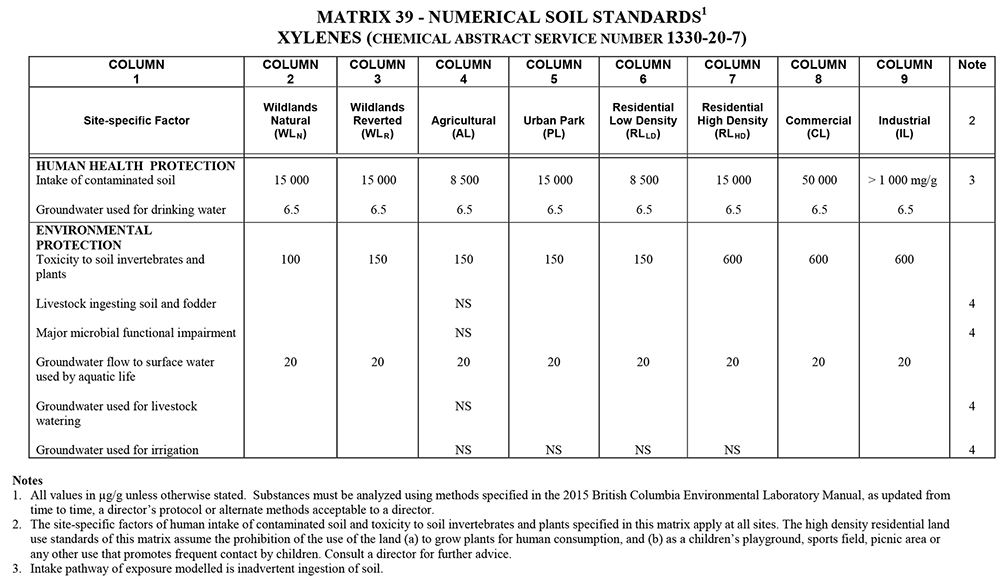 MATRIX 39 - NUMERICAL SOIL STANDARDS1
XYLENES (CHEMICAL ABSTRACT SERVICE NUMBER 1330-20-7)
COLUMN 1 COLUMN 2 COLUMN 3 COLUMN 4 COLUMN 5 COLUMN 6 COLUMN 7 COLUMN 8 COLUMN 9 Note
Site-specific Factor Wildlands Natural (WLN) Wildlands Reverted (WLR) Agricultural (AL) Urban Park (PL) Residential Low Density (RLLD) Residential High Density (RLHD) Commercial (CL) Industrial (IL) 2
HUMAN HEALTH PROTECTION
Intake of contaminated soil 15 000 15 000 8 500 15 000 8 500 15 000 50 000 > 1 000 mg/g 3
Groundwater used for drinking water 6.5 6.5 6.5 6.5 6.5 6.5 6.5 6.5
ENVIRONMENTAL
PROTECTION
Toxicity to soil invertebrates and 100 150 150 150 150 600 600 600
plants
Livestock ingesting soil and fodder NS 4
Major microbial functional impairment NS 4
Groundwater flow to surface water 20 20 20 20 20 20 20 20
used by aquatic life
Groundwater used for livestock NS 4
watering
Groundwater used for irrigation NS NS NS NS 4
Notes
1. All values in µg/g unless otherwise stated. Substances must be analyzed using methods specified in the 2015 British Columbia Environmental Laboratory Manual, as updated from
time to time, a director's protocol or alternate methods acceptable to a director.
2. The site-specific factors of human intake of contaminated soil and toxicity to soil invertebrates and plants specified in this matrix apply at all sites. The high density residential land
use standards of this matrix assume the prohibition of the use of the land (a) to grow plants for human consumption, and (b) as a children's playground, sports field, picnic area or
any other use that promotes frequent contact by children. Consult a director for further advice.
3. Intake pathway of exposure modelled is inadvertent ingestion of soil.